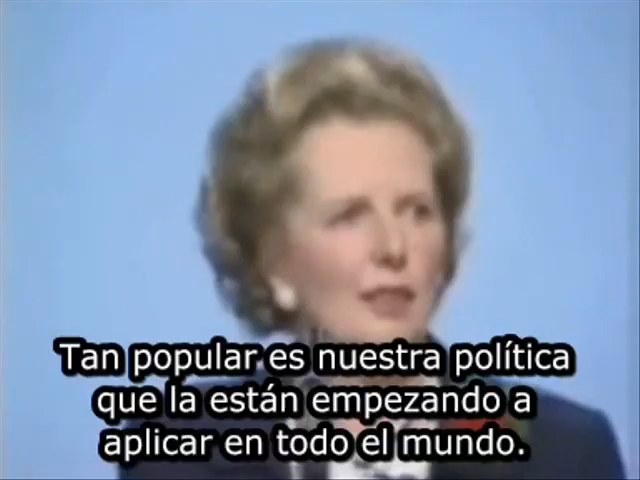 Tan popular es nuestra política
que la están empezando a
aplicar en todo el mundo.